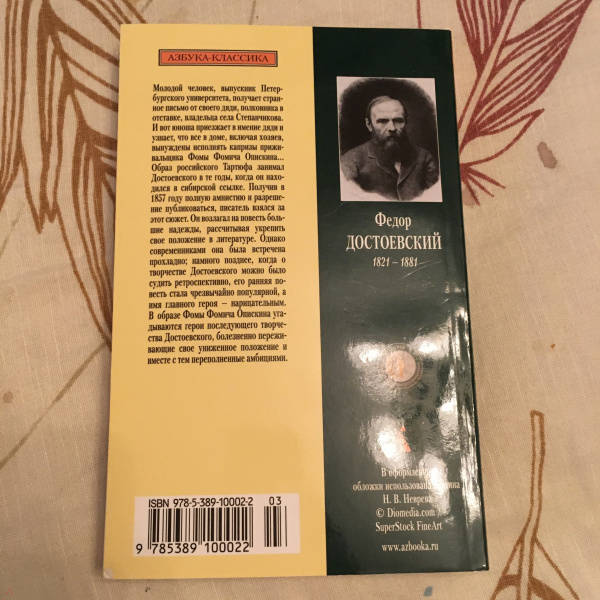 АЗБУКА-КЛАССИКА
Молодой человек, выпускник Петер-
бургского университета, получает стран-
ное письмо от своего дяди, полковника в
отставке, владельца села Степанчикова.
И вот юноша приезжает в имение дяди и
узнает, что все в доме, включая хозяев,
вынуждены исполнять капризы прижи-
вальщика Фомы Фомича Опискина...
Образ российского Тартюфа занимал
Достоевского в те годы, когда он нахо-
дился в сибирской ссылке. Получив в
1857 году полную амнистию и разреше-
ние публиковаться, писатель взялся за
этот сюжет. Он возлагал на повесть боль-
шие надежды, рассчитывая укрепить
свое положение в литературе. Однако
современниками она была встречена
прохладно; намного позднее, когда о
творчестве Достоевского можно было
судить ретроспективно, его ранняя по-
весть стала чрезвычайно популярной, а
имя главного героя – нарицательным.
В образе Фомы Фомича Опискина уга-
дываются герои последующего творче-
ства Достоевского, болезненно пережи-
вающие свое униженное положение и
вместе с тем переполненные амбициями.
Федор
ДОСТОЕВСКИЙ
1821 – 1881
В оформлении
обложки использована
Н. В. Неврева
© Diomedia.com /
SuperStock FineArt
www.azbooka.ru
ISBN 978-5-389-10002-2 03
9 785389 100022